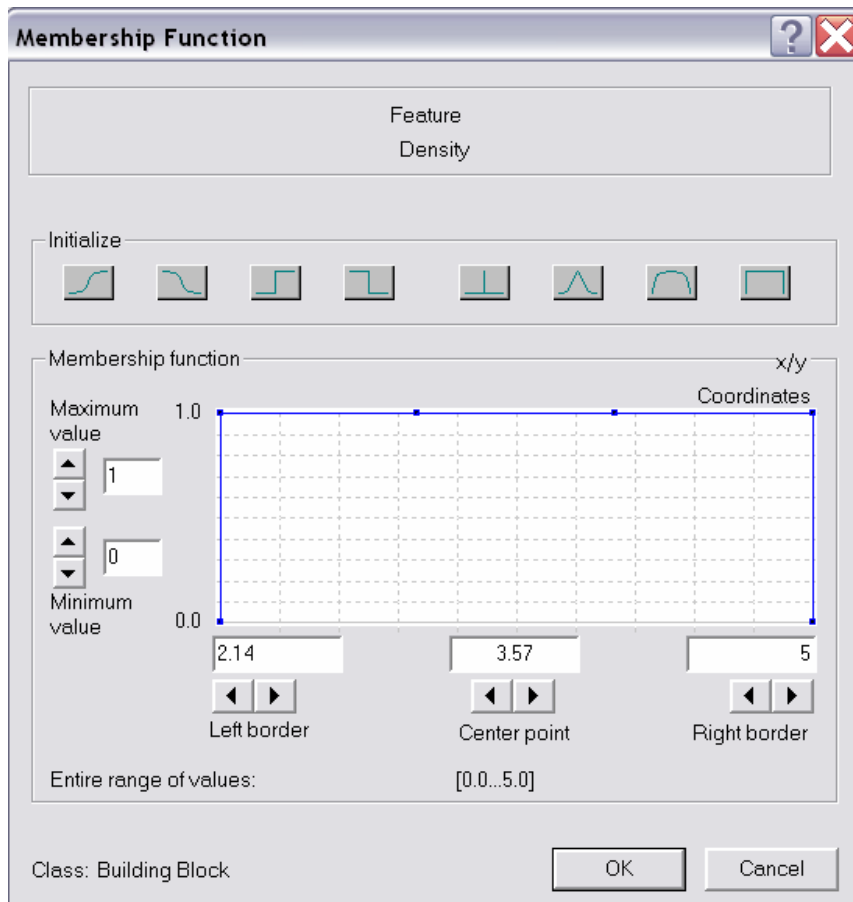 Membership Function
Feature
Density
Initialize
Membership function
x/y
Coordinates
Maximum
value
1.0
1
0
Minimum
value
0.0
2.14
3.57
5
Left border
Center point
Right border
Entire range of values:
[0.0...5.0]
Class: Building Block
OK
Cancel